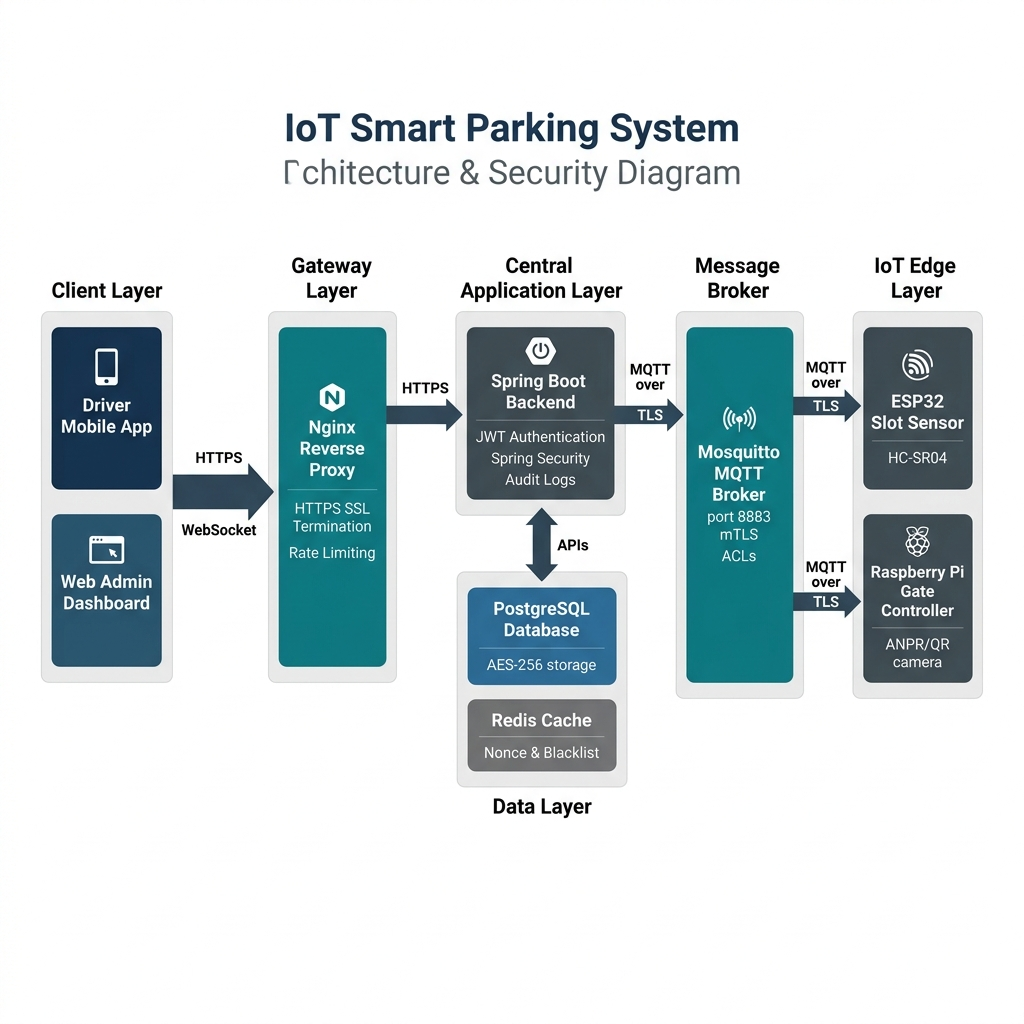 IoT Smart Parking System
Γchitecture & Security Diagram
Client Layer
Driver
Mobile App
Web Admin
Dashboard
HTTPS
WebSocket
Gateway
Layer
N
Nginx
Reverse
Proxy
HTTPS SSL
Termination
Rate Limiting
HTTPS
Central
Application Layer
Spring Boot
Backend
JWT Authentication
Spring Security
Audit Logs
APIs
PostgreSQL
Database
AES-256 storage
Redis Cache
Nonce & Blacklist
Data Layer
MQTT
over
TLS
Message
Broker
Mosquitto
MQTT
Broker
port 8883
mTLS
ACLs
MQTT
over
TLS
MQTT
over
TLS
IoT Edge
Layer
ESP32
Slot Sensor
HC-SR04
Raspberry Pi
Gate
Controller
ANPR/QR
camera